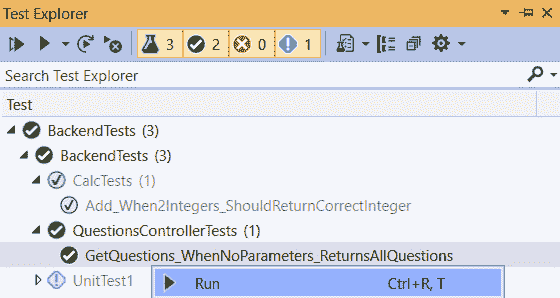 Test Explorer
3 2 0 1
Search Test Explorer
Test
BackendTests (3)
BackendTests (3)
CalcTests (1)
Add_When2Integers_ShouldReturnCorrectInteger
QuestionsControllerTests (1)
GetQuestions_WhenNoParameters_ReturnsAllQuestions
UnitTest1
Run Ctrl+R, T